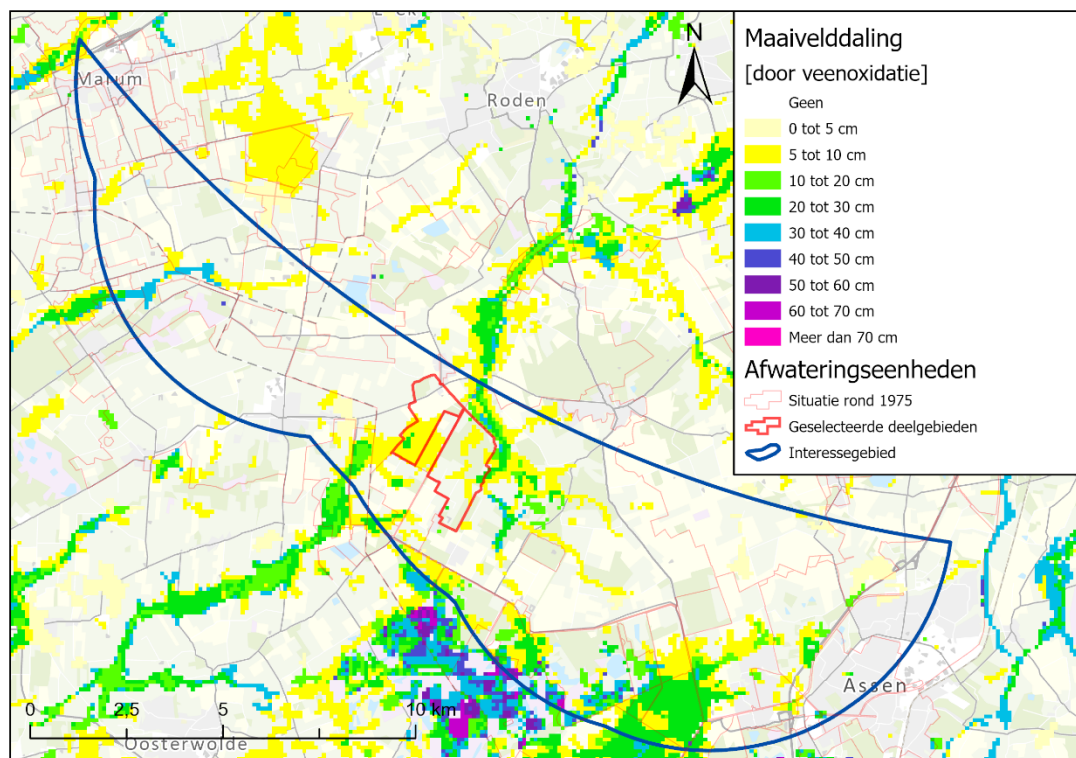 Marum
Roden
N
Assen
Oosterwolde
0 2,5 5 10 km
Maaivelddaling
[door veenoxidatie]
Geen
0 tot 5 cm
5 tot 10 cm
10 tot 20 cm
20 tot 30 cm
30 tot 40 cm
40 tot 50 cm
50 tot 60 cm
60 tot 70 cm
Meer dan 70 cm
Afwateringseenheden
Situatie rond 1975
Geselecteerde deelgebieden
Interessegebied